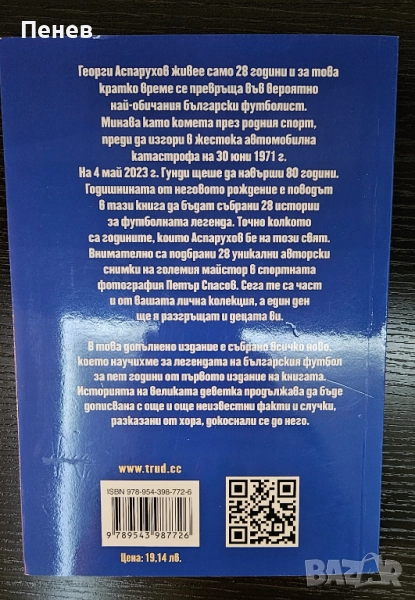 Пенев
Георги Аспарухов живее само 28 години и за това
кратко време се превръща във вероятно
най-обичания български футболист.
Минава като комета през родния спорт,
преди да изгори в жестока автомобилна
катастрофа на 30 юни 1971 г.
На 4 май 2023 г. Гунди щеше да навърши 80 години.
Годишнината от неговото рождение е поводът
в тази книга да бъдат събрани 28 истории
за футболната легенда. Точно колкото
са годините, които Аспарухов бе на този свят.
Внимателно са подбрани 28 уникални авторски
снимки на големия майстор в спортната
фотография Петър Спасов. Сега те са част
и от вашата лична колекция, а един ден
ще я разгръщат и децата ви.
В това допълнено издание е събрано всичко ново,
което научихме за легендата на българския футбол
за пет години от първото издание на книгата.
Историята на великата деветка продължава да бъде
дописвана с още и още неизвестни факти и случки,
разказани от хора, докоснали се до него.
www.trud.cc
ISBN 978-954-398-772-6
9 789543 987726
Цена: 19,14 лв.
BAZAR